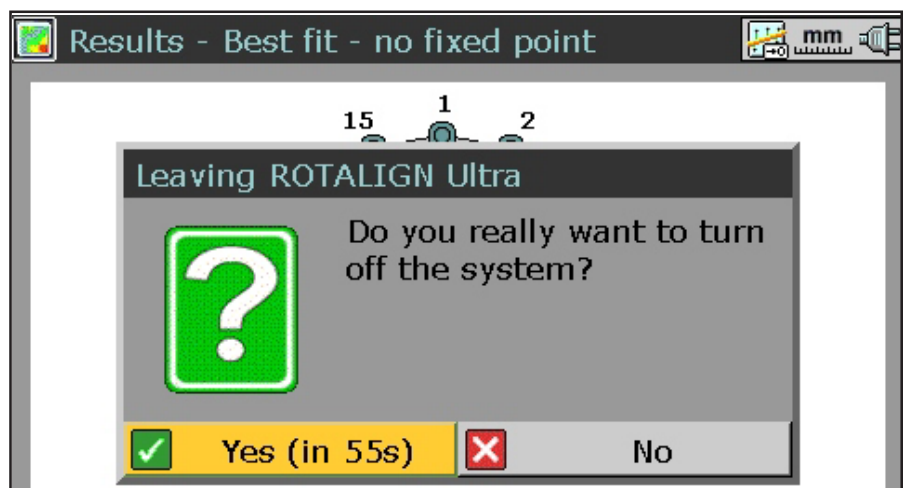 Results - Best fit - no fixed point
mm
15 1 2
Leaving ROTALIGN Ultra
Do you really want to turn
off the system?
Yes (in 55s)
No